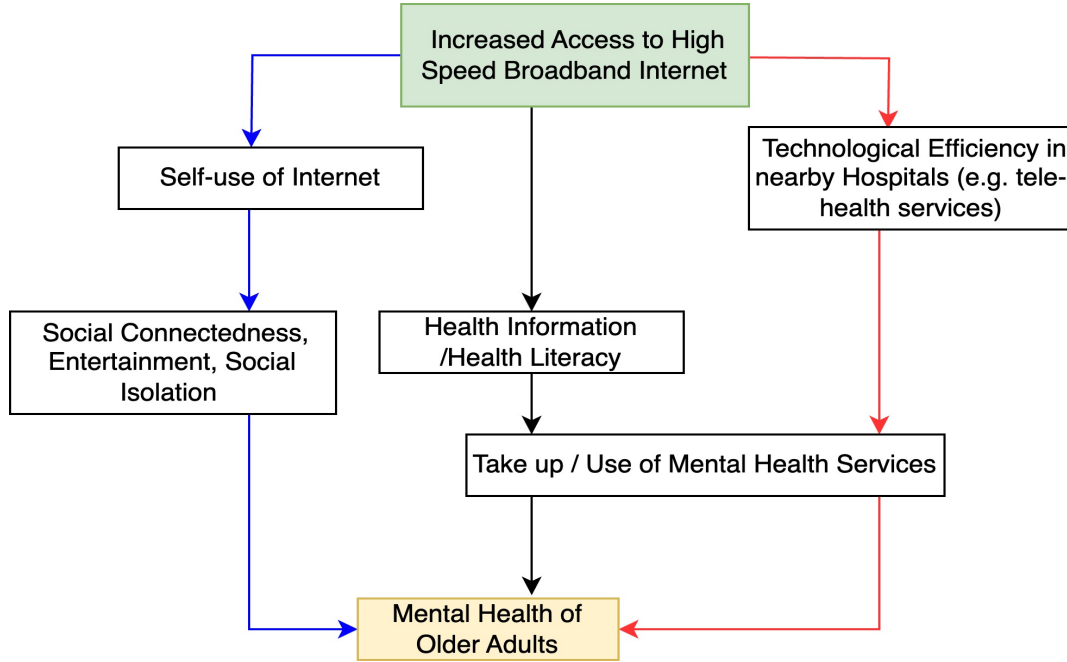 Increased Access to High
Speed Broadband Internet
Self-use of Internet
Technological Efficiency in
nearby Hospitals (e.g. tele-
health services)
Social Connectedness,
Entertainment, Social
Isolation
Health Information
/Health Literacy
Take up / Use of Mental Health Services
Mental Health of
Older Adults